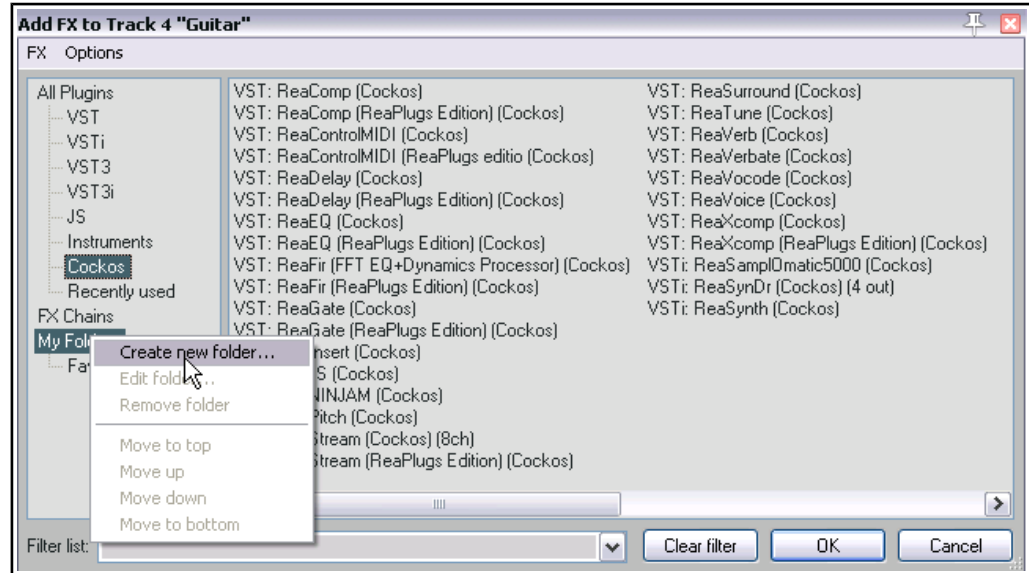 Add FX to Track 4 "Guitar"
FX Options
All Plugins
VST
VSTi
VST3
VST3i
JS
Instruments
Cockos
Recently used
FX Chains
My Fol
Fa
Create new folder...
Edit folder...
Remove folder
Move to top
Move up
Move down
Move to bottom
VST: ReaComp (Cockos)
VST: ReaComp (ReaPlugs Edition) (Cockos)
VST: ReaControlMIDI (Cockos)
VST: ReaControlMIDI (ReaPlugs editio (Cockos)
VST: ReaDelay (Cockos)
VST: ReaDelay (ReaPlugs Edition) (Cockos)
VST: ReaEQ (Cockos)
VST: ReaEQ (ReaPlugs Edition) (Cockos)
VST: ReaFir (FFT EQ+Dynamics Processor) (Cockos)
VST: ReaFir (ReaPlugs Edition) (Cockos)
VST: ReaGate (Cockos)
VST: ReaGate (ReaPlugs Edition) (Cockos)
nsert (Cockos)
S (Cockos)
NINJAM (Cockos)
Pitch (Cockos)
Stream (Cockos) (8ch)
Stream (ReaPlugs Edition) (Cockos)
VST: ReaSurround (Cockos)
VST: ReaTune (Cockos)
VST: ReaVerb (Cockos)
VST: ReaVerbate (Cockos)
VST: ReaVocode (Cockos)
VST: ReaVoice (Cockos)
VST: ReaXcomp (Cockos)
VST: ReaXcomp (ReaPlugs Edition) (Cockos)
VSTi: ReaSamplOmatic5000 (Cockos)
VSTi: ReaSynDr (Cockos) (4 out)
VSTi: ReaSynth (Cockos)
Filter list:
Clear filter
OK
Cancel